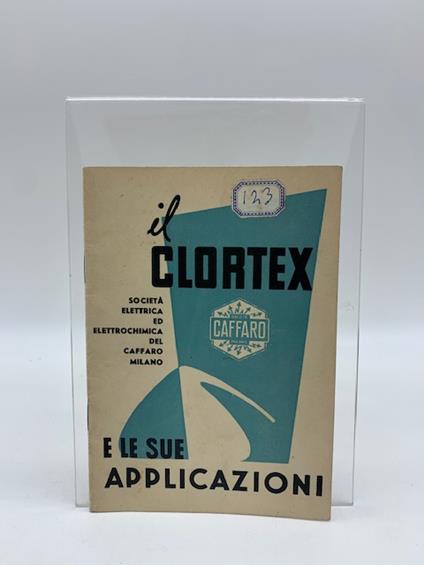 123
il
CLORTEX
SOCIETÀ
ELETTRICA
ED
ELETTROCHIMICA
DEL
CAFFARO
MILANO
CAFFARO
E LE SUE
APPLICAZIONI